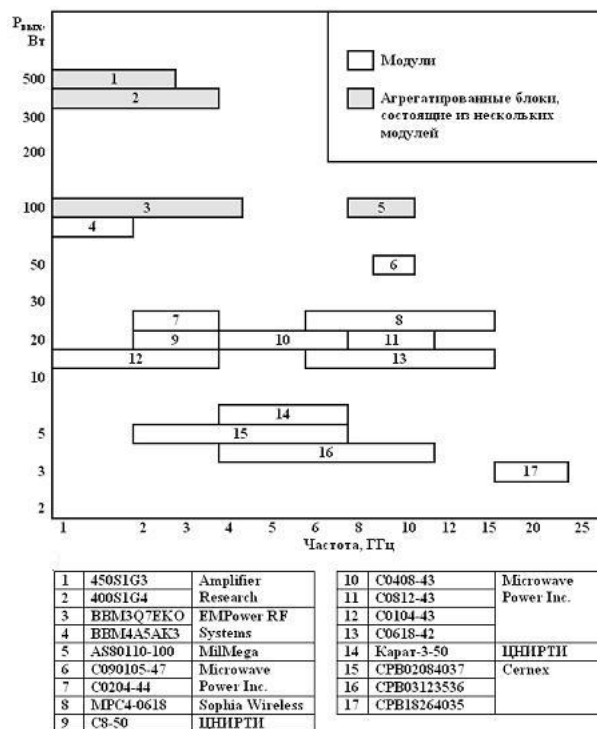 Pвых,
Вт
500
300
200
100
50
30
20
10
5
3
2
Модули
Агрегатированные блоки,
состоящие из нескольких
модулей
1
2
3
5
4
6
7
8
9
10
11
12
13
14
15
16
17
1 2 3 4 5 6 8 10 12 15 20 25
Частота, ГГц
1 450S1G3 Amplifier
2 400S1G4 Research
3 BBM3Q7EKO EMPower RF
4 BBM4A5AK3 Systems
5 AS80110-100 MilMega
6 C090105-47 Microwave
7 C0204-44 Power Inc.
8 MPC4-0618 Sophia Wireless
9 C8-50 ЦНИРТИ
10 C0408-43 Microwave
11 C0812-43 Power Inc.
12 C0104-43
13 C0618-42
14 Карат-3-50 ЦНИРТИ
15 CPB02084037 Cernex
16 CPB03123536
17 CPB18264035